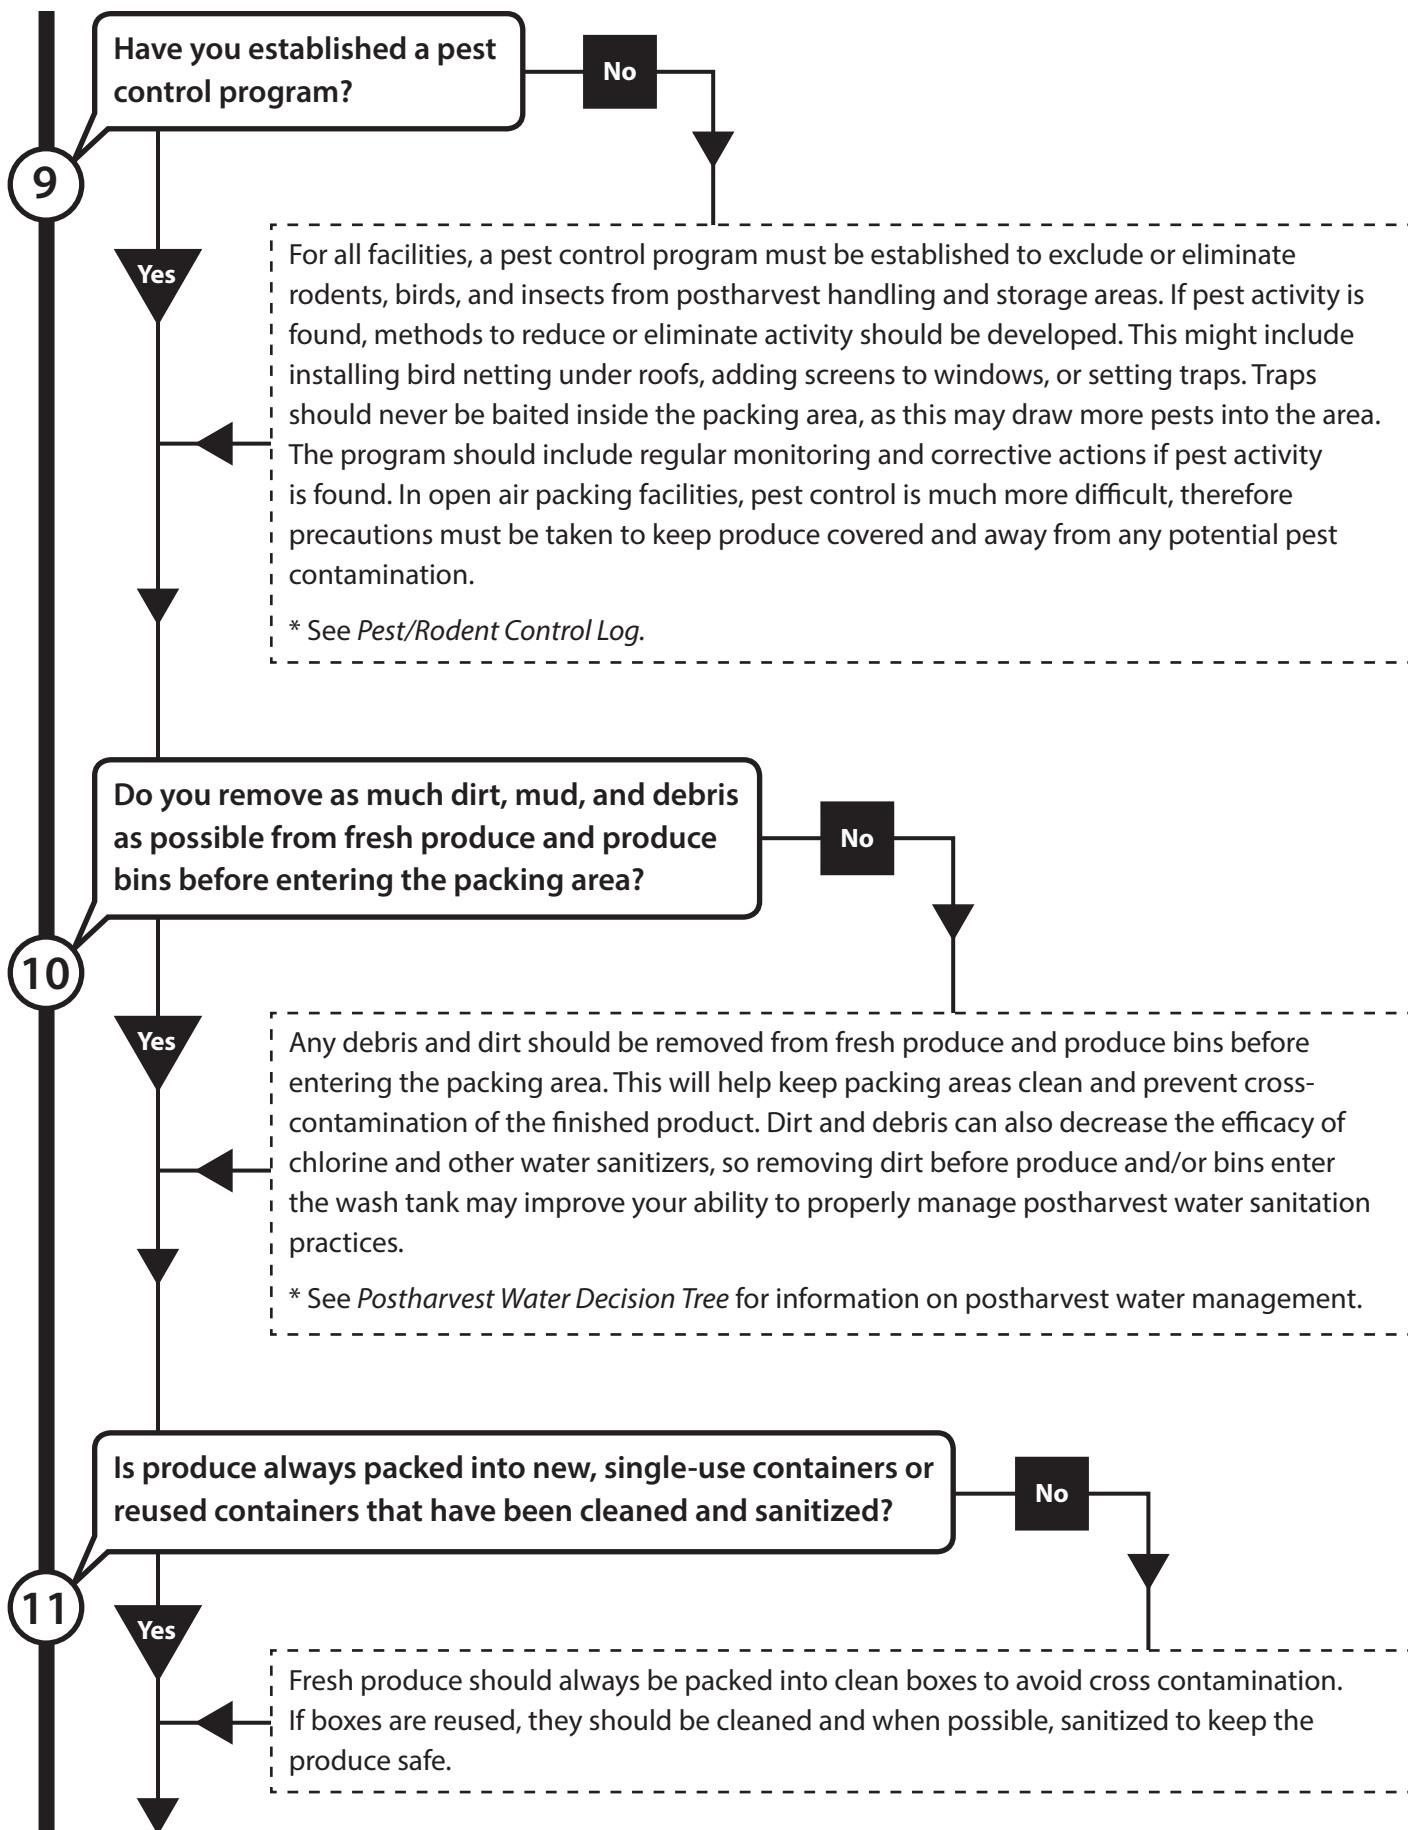 Have you established a pest
control program?
No
9
Yes
For all facilities, a pest control program must be established to exclude or eliminate
rodents, birds, and insects from postharvest handling and storage areas. If pest activity is
found, methods to reduce or eliminate activity should be developed. This might include
installing bird netting under roofs, adding screens to windows, or setting traps. Traps
should never be baited inside the packing area, as this may draw more pests into the area.
The program should include regular monitoring and corrective actions if pest activity
is found. In open air packing facilities, pest control is much more difficult, therefore
precautions must be taken to keep produce covered and away from any potential pest
contamination.
* See Pest/Rodent Control Log.
Do you remove as much dirt, mud, and debris
as possible from fresh produce and produce
bins before entering the packing area?
No
10
Yes
Any debris and dirt should be removed from fresh produce and produce bins before
entering the packing area. This will help keep packing areas clean and prevent cross-
contamination of the finished product. Dirt and debris can also decrease the efficacy of
chlorine and other water sanitizers, so removing dirt before produce and/or bins enter
the wash tank may improve your ability to properly manage postharvest water sanitation
practices.
* See Postharvest Water Decision Tree for information on postharvest water management.
Is produce always packed into new, single-use containers or
reused containers that have been cleaned and sanitized?
No
11
Yes
Fresh produce should always be packed into clean boxes to avoid cross contamination.
If boxes are reused, they should be cleaned and when possible, sanitized to keep the
produce safe.